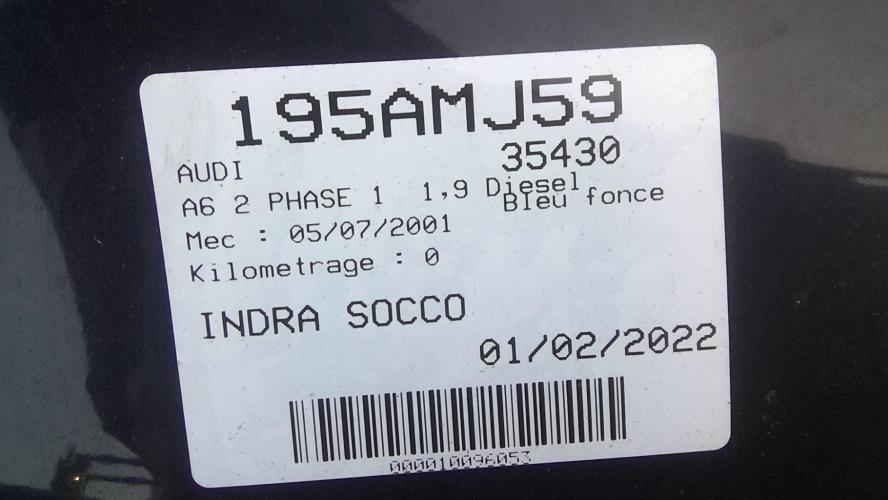 195AMJ59
35430
AUDI
A6 2 PHASE 1 1,9 Diesel
Bleu fonce
Mec : 05/07/2001
Kilometrage : 0
INDRA SOCCO
01/02/2022
000010096053